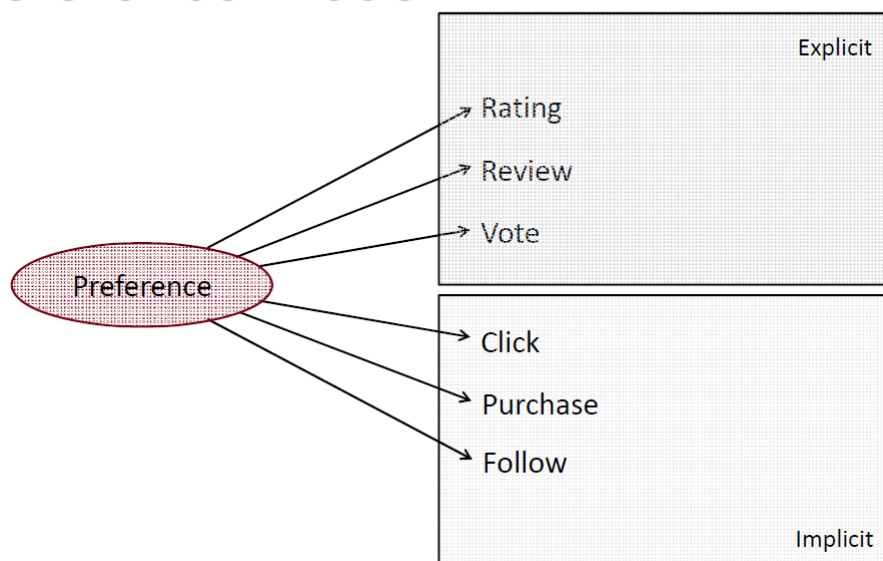 Explicit
Rating
Review
Vote
Preference
Click
Purchase
Follow
Implicit